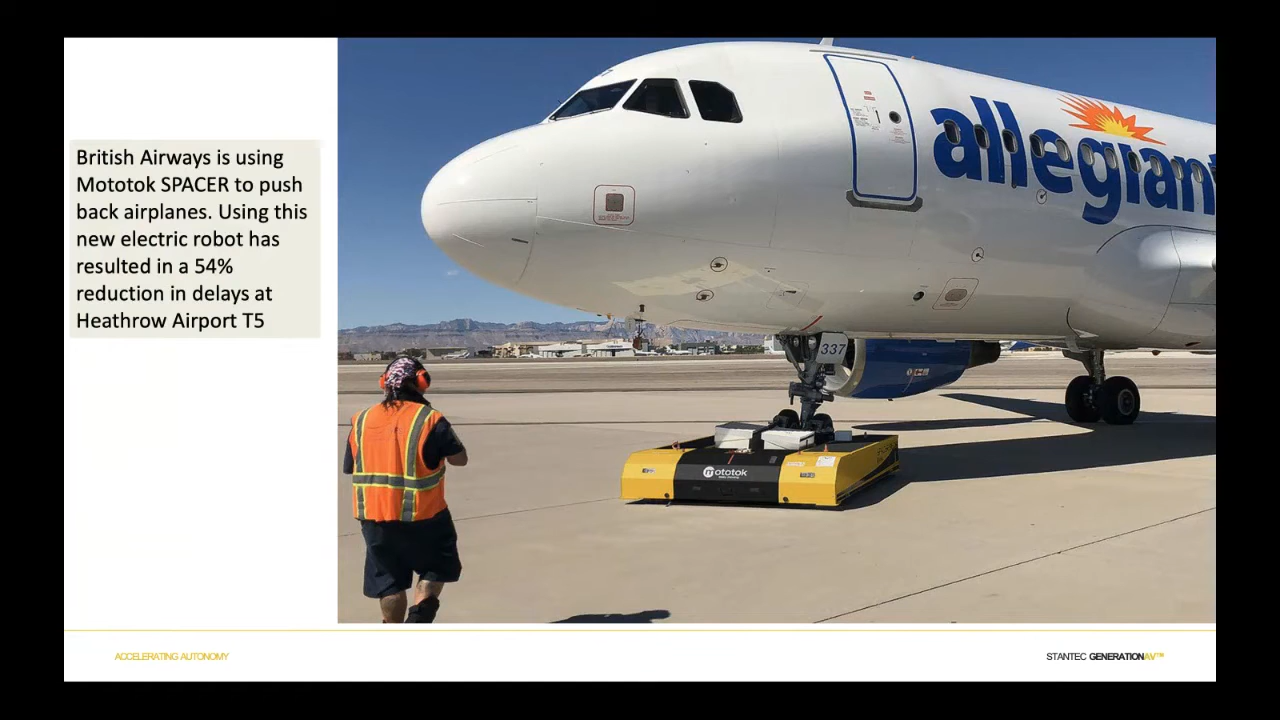 British Airways is using
Mototok SPACER to push
back airplanes. Using this
new electric robot has
resulted in a 54%
reduction in delays at
Heathrow Airport T5
allegiant
337
mototok
ACCELERATING AUTONOMY
STANTEC GENERATIONAV™